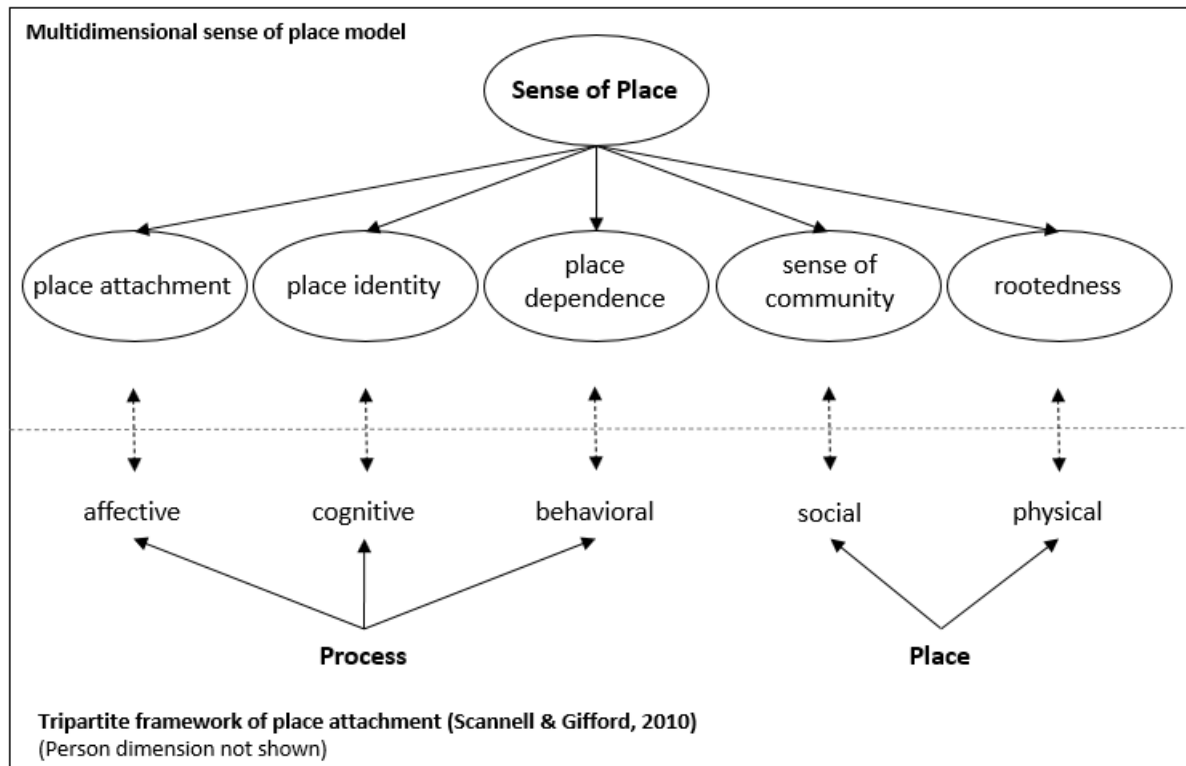 Multidimensional sense of place model
Sense of Place
place attachment
place identity
place
dependence
sense of
community
rootedness
affective
cognitive
behavioral
social
physical
Process
Place
Tripartite framework of place attachment (Scannell & Gifford, 2010)
(Person dimension not shown)